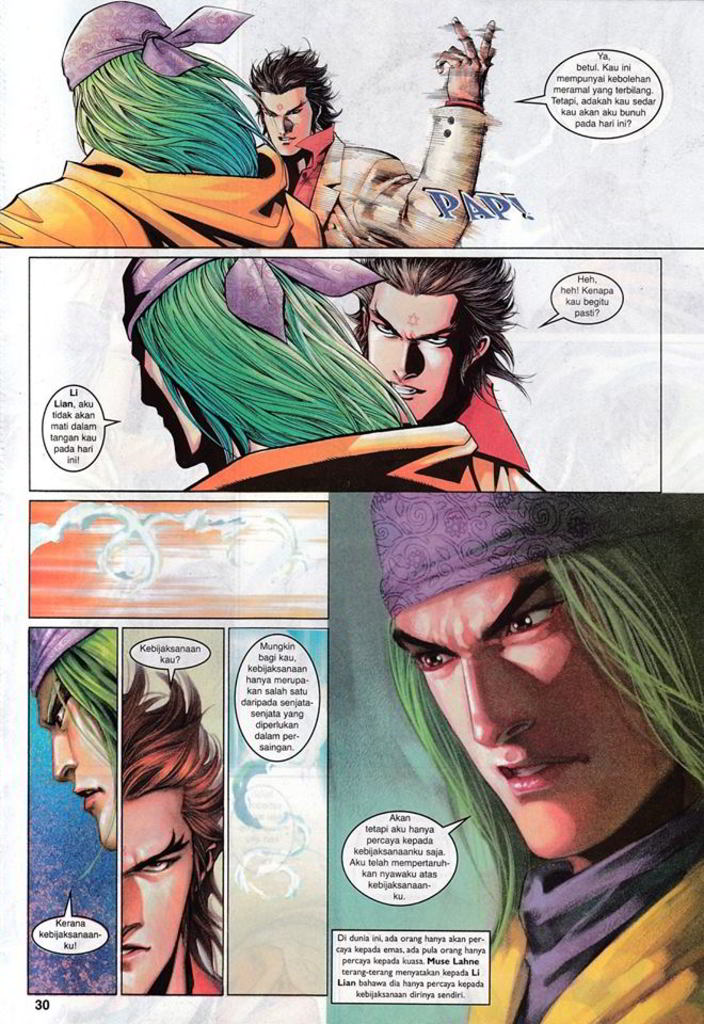 Ya,
betul. Kau ini
mempunyai kebolehan
meramal yang terbilang.
Tetapi, adakah kau sedar
kau akan aku bunuh
pada hari ini?
PAP!
Heh,
heh! Kenapa
kau begitu
pasti?
Li
Lian, aku
tidak akan
mati dalam
tangan kau
pada hari
ini!
Kerana
kebijaksanaan-
ku!
Kebijaksanaan
kau?
Mungkin
bagi kau,
kebijaksanaan
hanya merupa-
kan salah satu
daripada senjata-
senjata yang
diperlukan
dalam per-
saingan.
Akan
tetapi aku hanya
percaya kepada
kebijaksanaanku saja.
Aku telah mempertaruh-
kan nyawaku atas
kebijaksanaan-
ku.
Di dunia ini, ada orang hanya akan per-
caya kepada emas, ada pula orang hanya
percaya kepada kuasa. Muse Lahne
terang-terang menyatakan kepada Li
Lian bahawa dia hanya percaya kepada
kebijaksanaan dirinya sendiri.
30